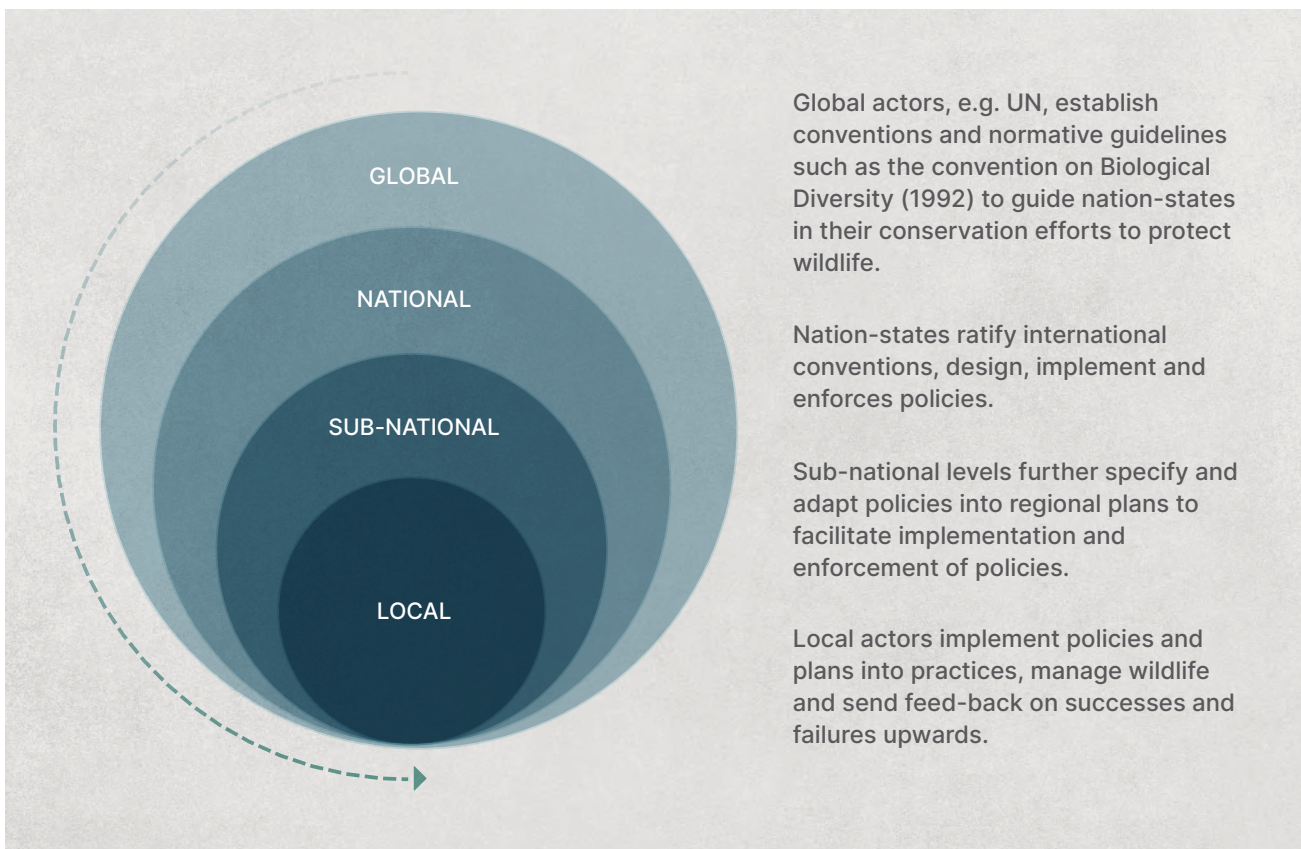 GLOBAL
NATIONAL
SUB-NATIONAL
LOCAL
Global actors, e.g. UN, establish
conventions and normative guidelines
such as the convention on Biological
Diversity (1992) to guide nation-states
in their conservation efforts to protect
wildlife.
Nation-states ratify international
conventions, design, implement and
enforces policies.
Sub-national levels further specify and
adapt policies into regional plans to
facilitate implementation and
enforcement of policies.
Local actors implement policies and
plans into practices, manage wildlife
and send feed-back on successes and
failures upwards.